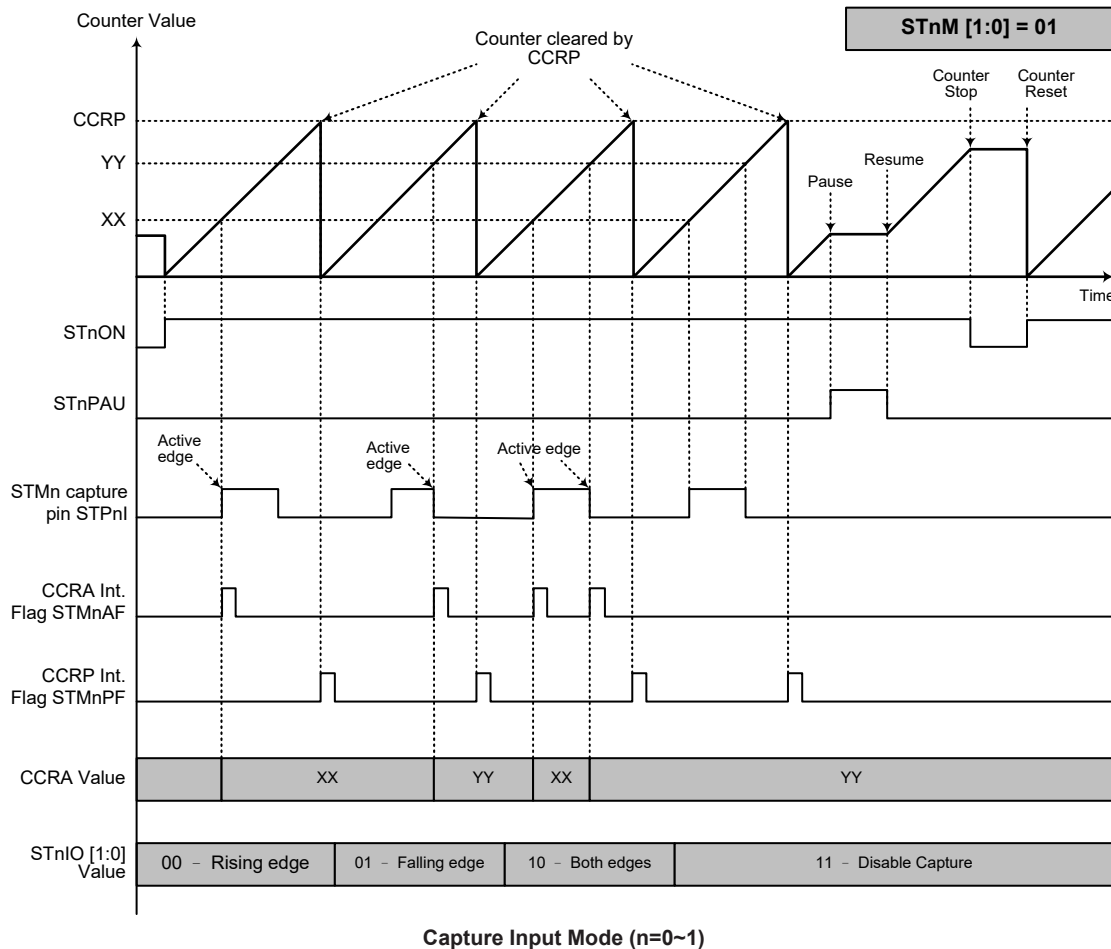 Counter Value
STnM [1:0] = 01
Counter cleared by
CCRP
Counter
Stop
Counter
Reset
CCRP
YY
XX
Pause
Resume
Time
STnON
STnPAU
Active
edge
Active
edge
Active edge
STMn capture
pin STPnI
CCRA Int.
Flag STMnAF
CCRP Int.
Flag STMnPF
CCRA Value
XX
YY
XX
YY
STnIO [1:0]
Value
00 – Rising edge
01 – Falling edge
10 – Both edges
11 – Disable Capture
Capture Input Mode (n=0~1)